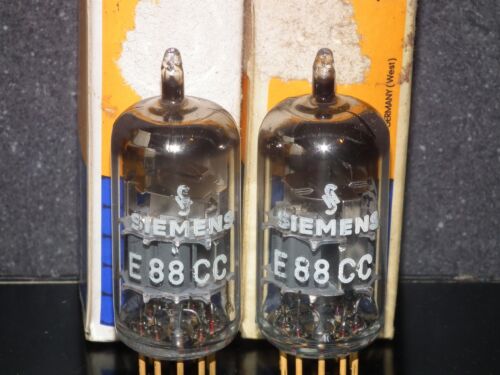 GERMANY (West)
SIEMENS
E 88 CC
SIEMENS
E 88 CC